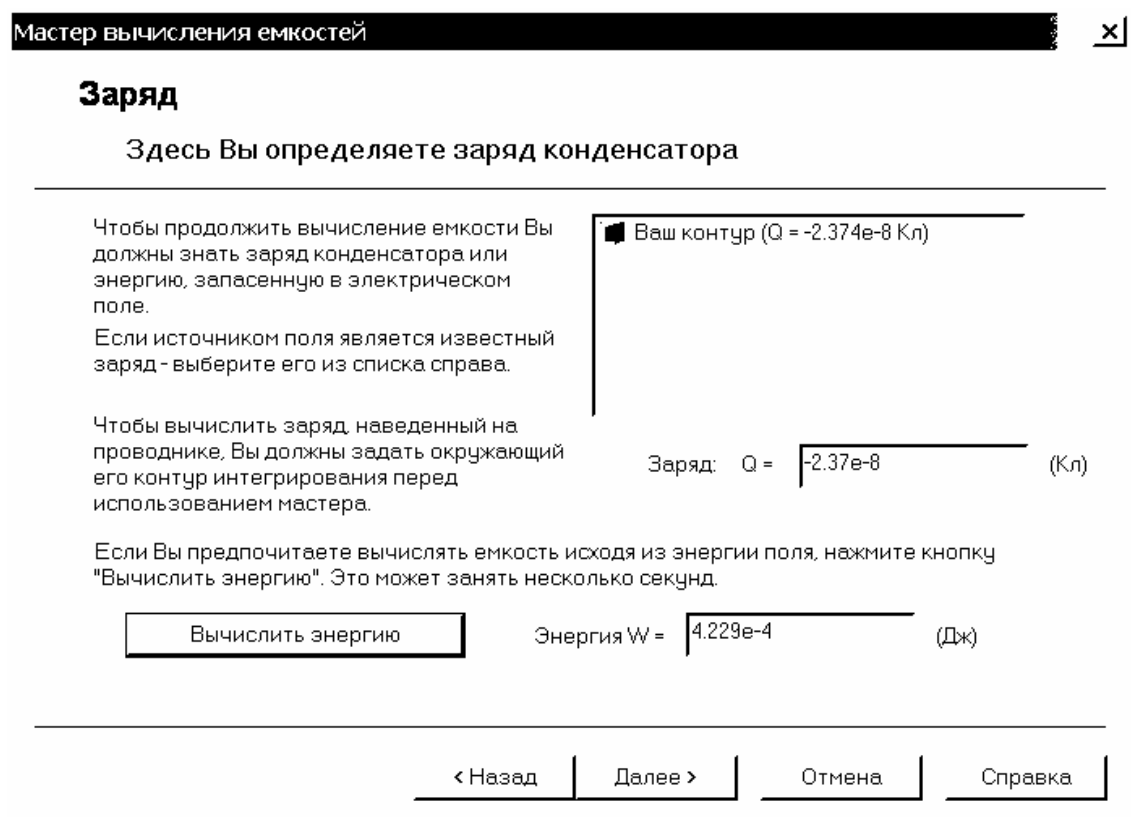 Мастер вычисления емкостей
Заряд
Здесь Вы определяете заряд конденсатора
Чтобы продолжить вычисление емкости Вы
должны знать заряд конденсатора или
энергию, запасенную в электрическом
поле.
Если источником поля является известный
заряд - выберите его из списка справа.
Ваш контур (Q = -2.374e-8 Кл)
Чтобы вычислить заряд, наведенный на
проводнике, Вы должны задать окружающий
его контур интегрирования перед
использованием мастера.
Заряд: Q = -2.37e-8 (Кл)
Если Вы предпочитаете вычислять емкость исходя из энергии поля, нажмите кнопку
"Вычислить энергию". Это может занять несколько секунд.
Вычислить энергию Энергия W = 4.229e-4 (Дж)
< Назад Далее > Отмена Справка